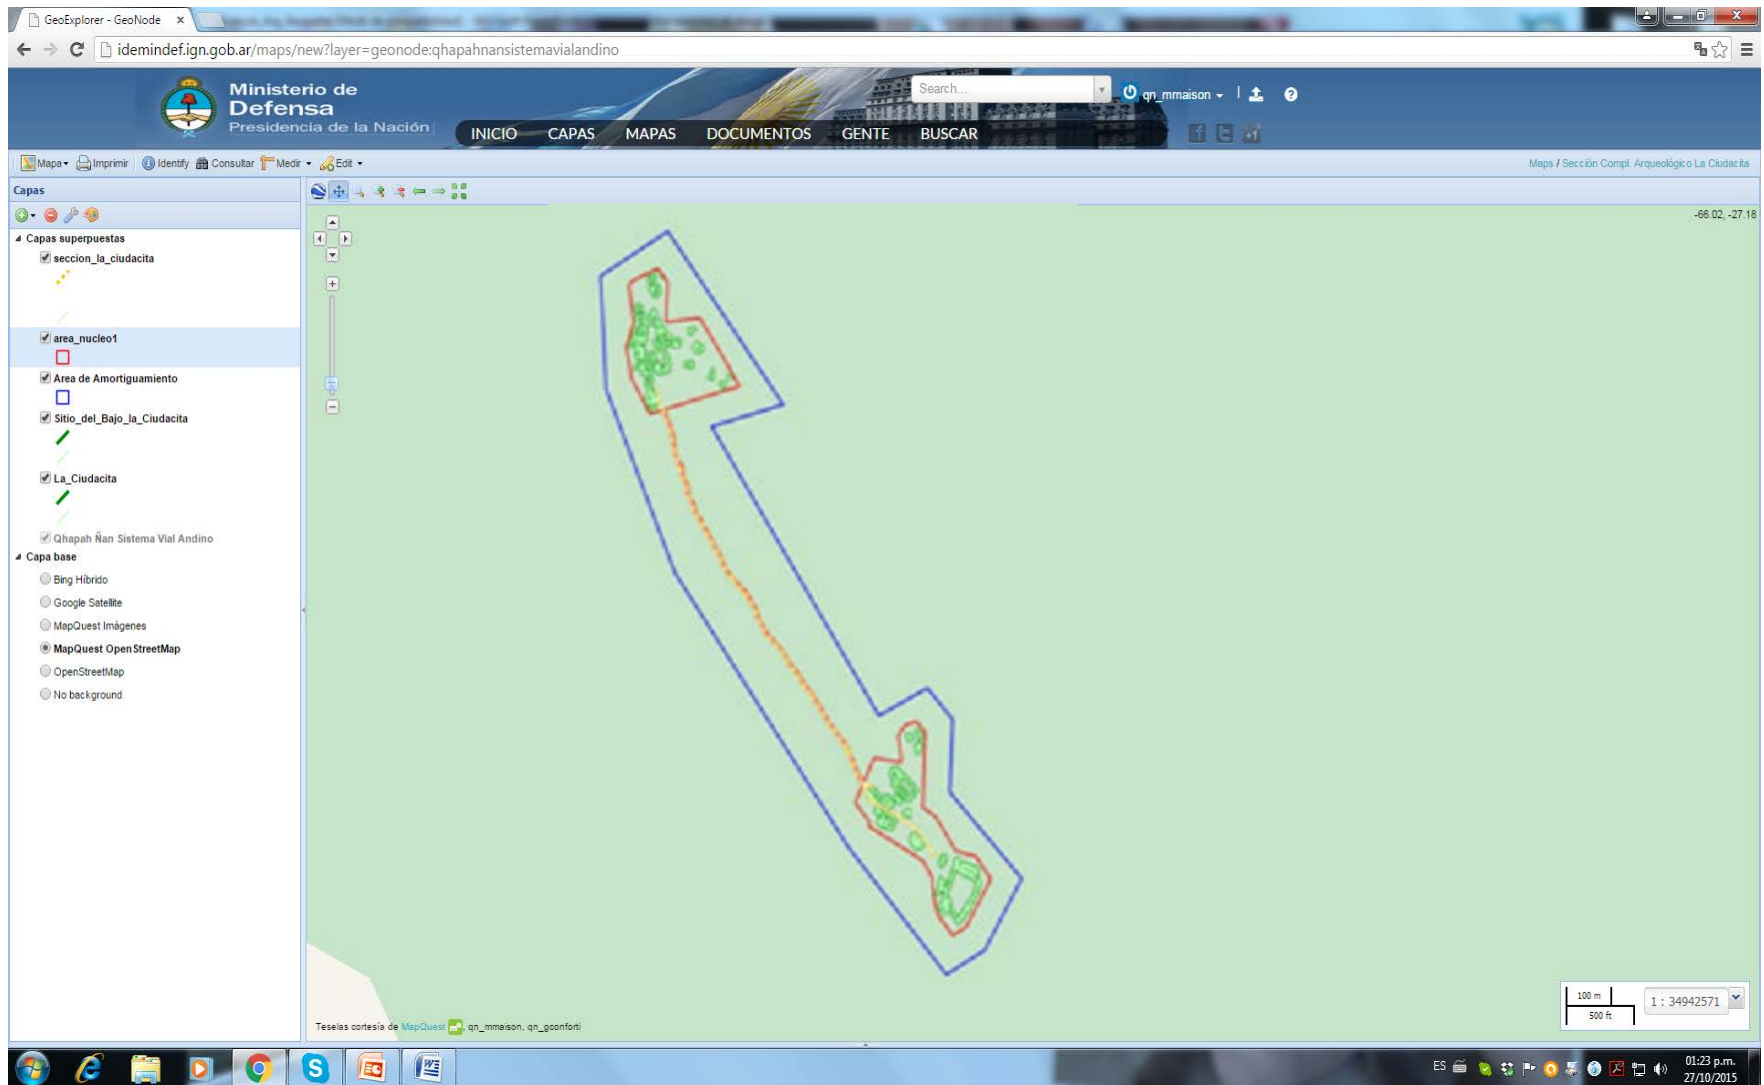 GeoExplorer - GeoNode
idemindef.ign.gob.ar/maps/new?layer=geonode:qhapahnansistemavialandino
Ministerio de
Defensa
Presidencia de la Nación
Search...
qn_mmaison
INICIO CAPAS MAPAS DOCUMENTOS GENTE BUSCAR
Mapa Imprimir Identify Consultar Medir Edit
Maps / Sección Compl. Arqueológico La Ciudacita
Capas
-66.02, -27.18
Capas superpuestas
seccion_la_ciudacita
area_nucleo1
Area de Amortiguamiento
Sitio_del_Bajo_la_Ciudacita
La_Ciudacita
Qhapah Ñan Sistema Vial Andino
Capa base
Bing Híbrido
Google Satellite
MapQuest Imágenes
MapQuest OpenStreetMap
OpenStreetMap
No background
100 m
500 ft
1 : 34942571
Teselas cortesía de MapQuest , qn_mmaison, qn_gconforti
ES
01:23 p.m.
27/10/2015